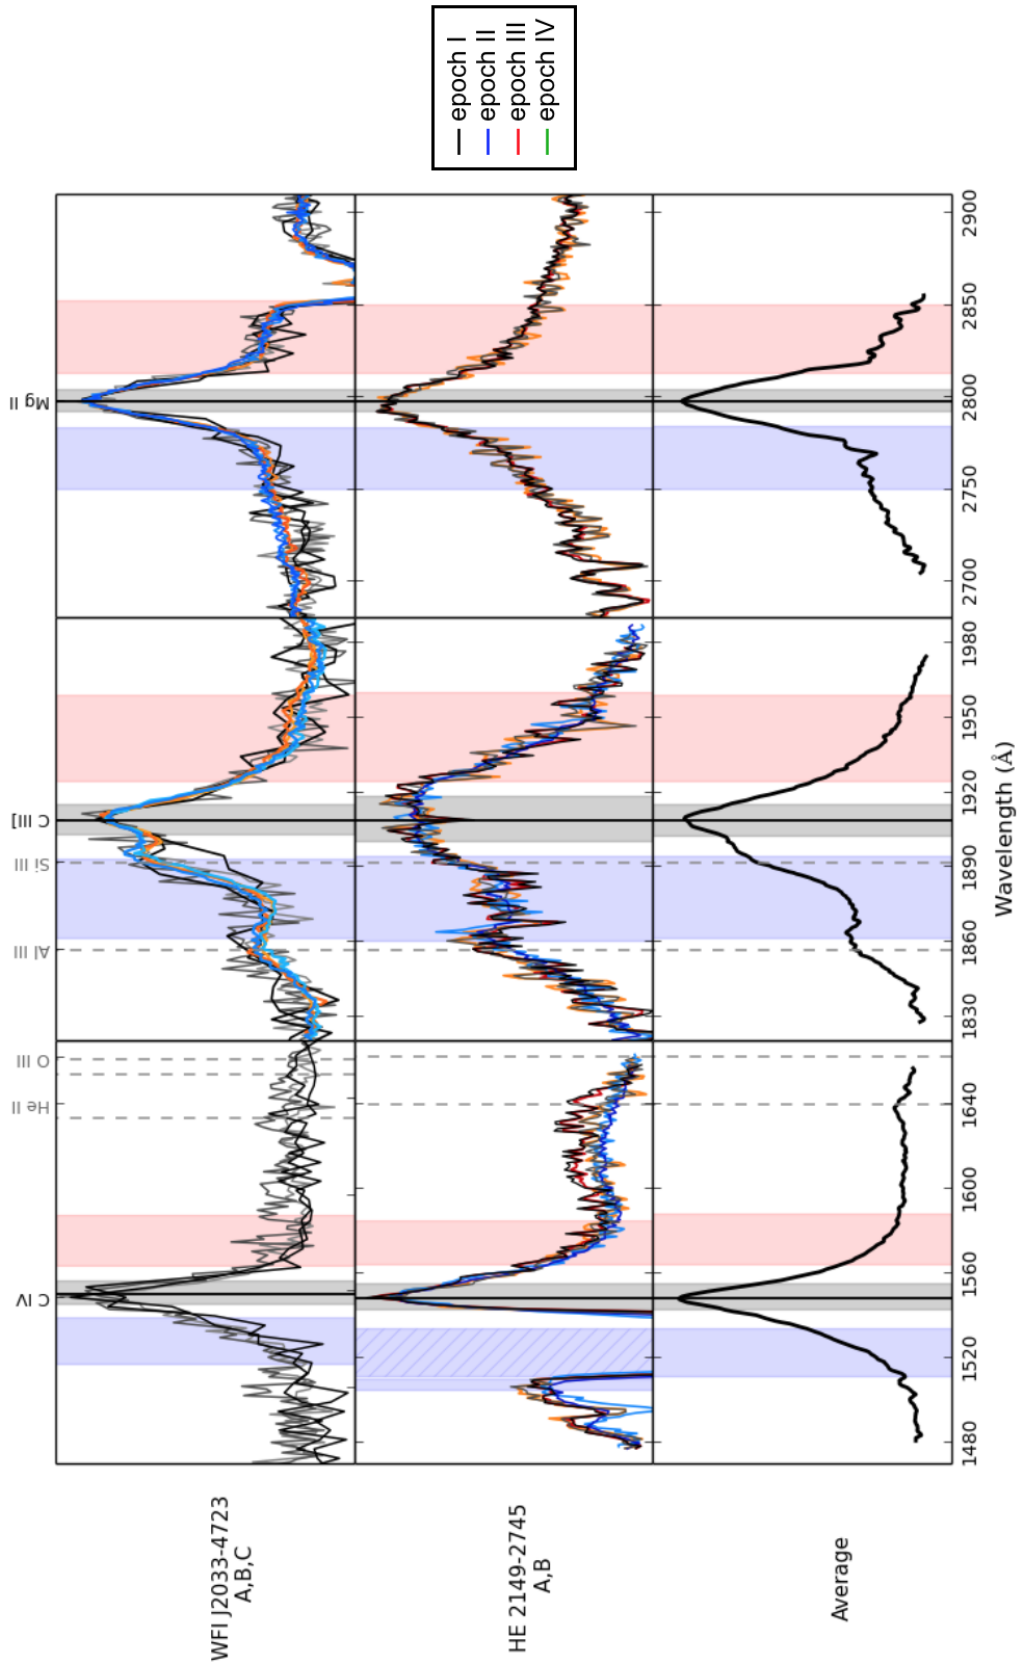 C IV
He II
O III
Al III
Si III
C III]
Mg II
WFI J2033-4723
A,B,C
HE 2149-2745
A,B
Average
1480
1520
1560
1600
1640
1830
1860
1890
1920
1950
1980
2700
2750
2800
2850
2900
Wavelength (Å)
epoch I
epoch II
epoch III
epoch IV